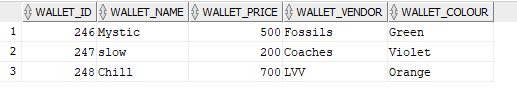 WALLET_ID WALLET_NAME WALLET_PRICE WALLET_VENDOR WALLET_COLOUR
1 246 Mystic 500 Fossils Green
2 247 slow 200 Coaches Violet
3 248 Chill 700 LVV Orange